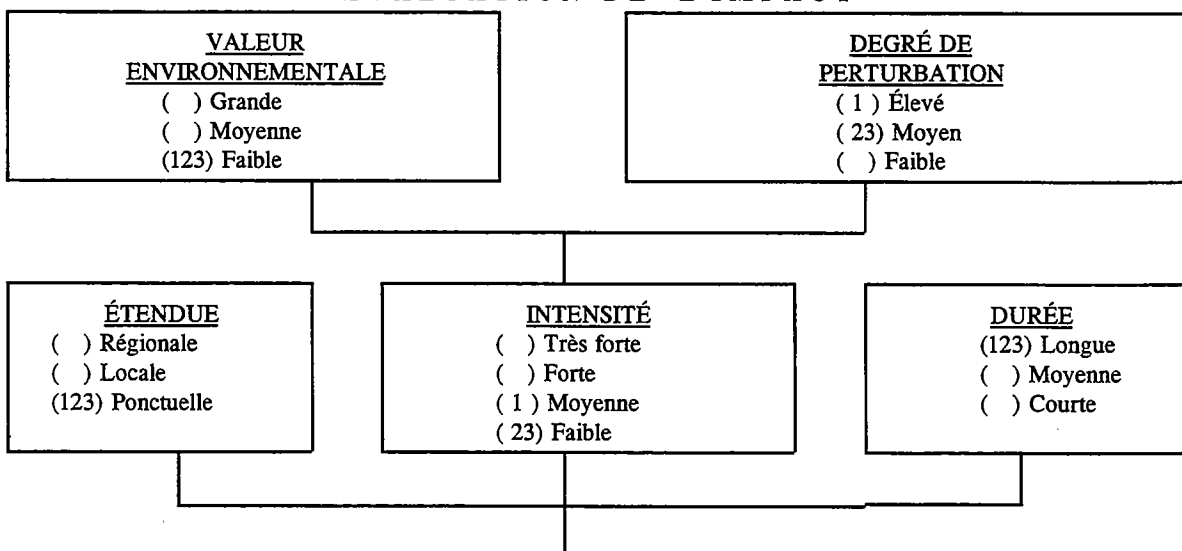 VALEUR
ENVIRONNEMENTALE
( ) Grande
( ) Moyenne
(123) Faible
DEGRÉ DE
PERTURBATION
( 1 ) Élevé
( 23) Moyen
( ) Faible
ÉTENDUE
( ) Régionale
( ) Locale
(123) Ponctuelle
INTENSITÉ
( ) Très forte
( ) Forte
( 1 ) Moyenne
( 23) Faible
DURÉE
(123) Longue
( ) Moyenne
( ) Courte